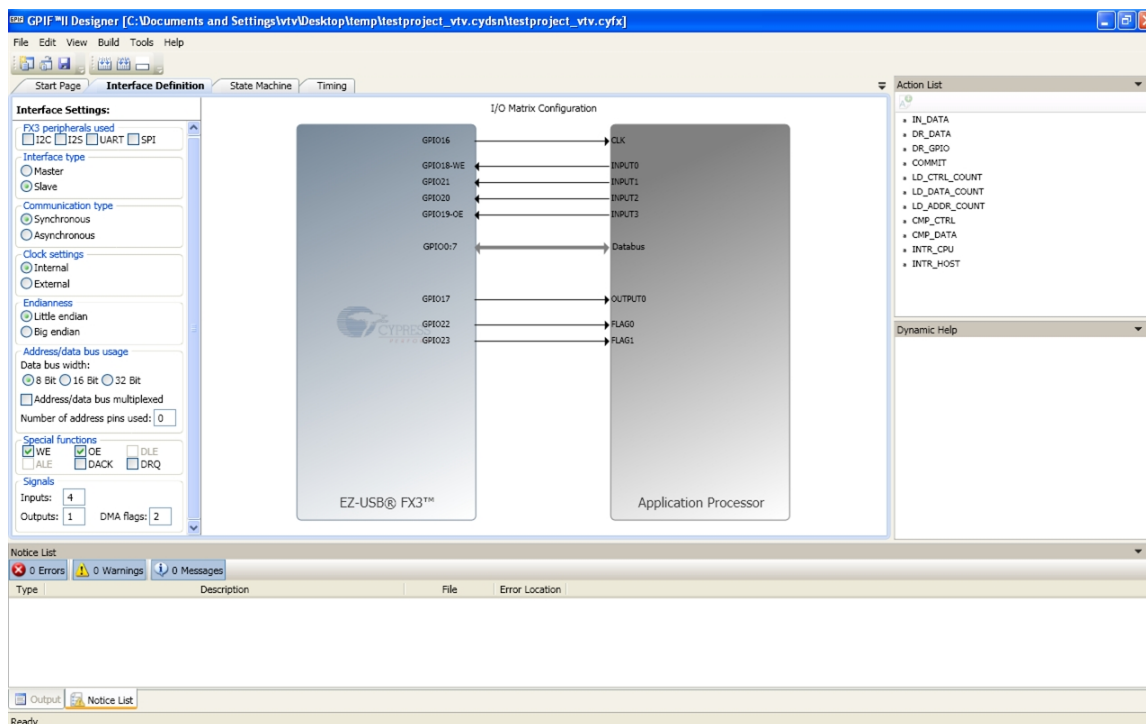 GPIF™II Designer [C:\Documents and Settings\vtv\Desktop\temp\testproject_vtv.cydsn\testproject_vtv.cyfx]
File Edit View Build Tools Help
Start Page Interface Definition State Machine Timing
Interface Settings:
FX3 peripherals used
I2C I2S UART SPI
Interface type
Master
Slave
Communication type
Synchronous
Asynchronous
Clock settings
Internal
External
Endianness
Little endian
Big endian
Address/data bus usage
Data bus width:
8 Bit 16 Bit 32 Bit
Address/data bus multiplexed
Number of address pins used: 0
Special functions
WE OE DLE
ALE DACK DRQ
Signals
Inputs: 4
Outputs: 1 DMA flags: 2
I/O Matrix Configuration
GPIO16 CLK
GPIO18-WE INPUT0
GPIO21 INPUT1
GPIO20 INPUT2
GPIO19-OE INPUT3
GPIO0:7 Databus
GPIO17 OUTPUT0
CYPRESS
GPIO22 FLAG0
GPIO23 FLAG1
EZ-USB® FX3™ Application Processor
Action List
IN_DATA
DR_DATA
DR_GPIO
COMMIT
LD_CTRL_COUNT
LD_DATA_COUNT
LD_ADDR_COUNT
CMP_CTRL
CMP_DATA
INTR_CPU
INTR_HOST
Dynamic Help
Notice List
0 Errors 0 Warnings 0 Messages
Type Description File Error Location
Output Notice List
Ready